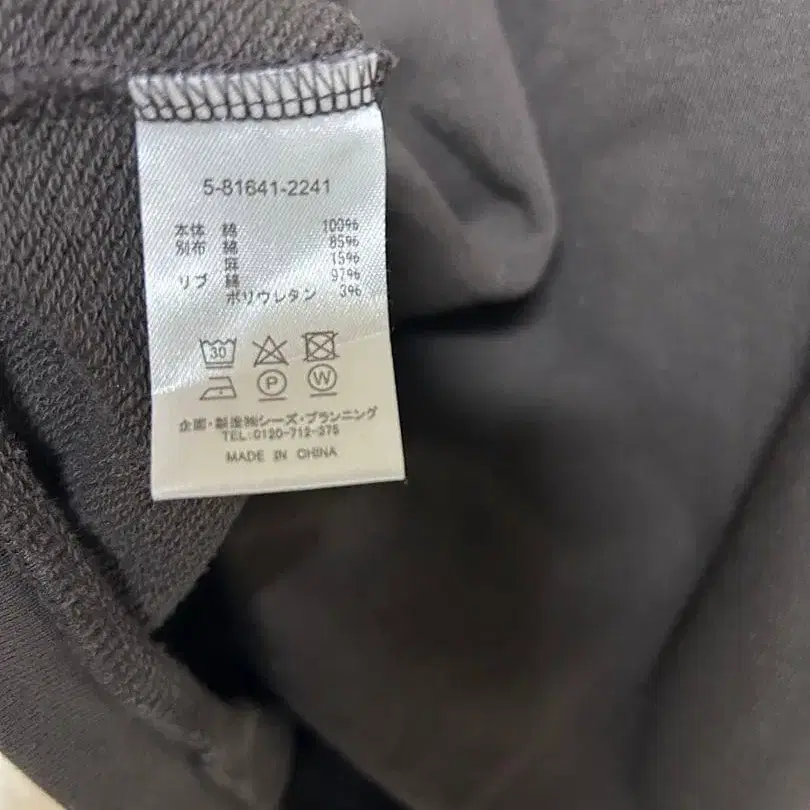 5-81641-2241
本体 綿 100%
別布 綿 85%
麻 15%
リブ 綿 97%
ポリウレタン 3%
30
P W
企画・製造㈱シーズ・プランニング
TEL:0120-712-375
MADE IN CHINA